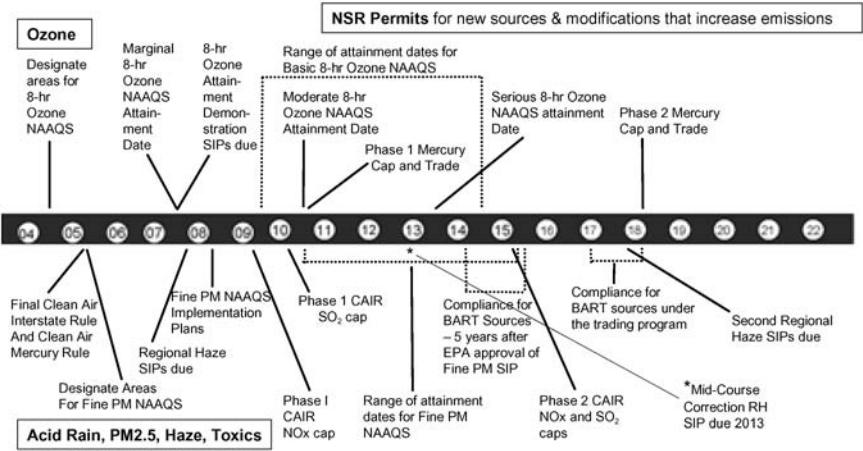 NSR Permits for new sources & modifications that increase emissions
Ozone
Designate
areas for
8-hr
Ozone
NAAQS
Marginal
8-hr
Ozone
NAAQS
Attain-
ment
Date
8-hr
Ozone
Attain-
ment
Demon-
stration
SIPs due
Range of attainment dates for
Basic 8-hr Ozone NAAQS
Moderate 8-hr
Ozone NAAQS
Attainment Date
Phase 1 Mercury
Cap and Trade
Serious 8-hr Ozone
NAAQS attainment
Date
Phase 2 Mercury
Cap and Trade
04 05 06 07 08 09 10 11 12 13 14 15 16 17 18 19 20 21 22
*
Final Clean Air
Interstate Rule
And Clean Air
Mercury Rule
Designate Areas
For Fine PM NAAQS
Regional Haze
SIPs due
Fine PM NAAQS
Implementation
Plans
Phase I
CAIR
NOx cap
Phase 1 CAIR
SO₂ cap
Range of attainment
dates for Fine PM
NAAQS
Compliance for
BART Sources
– 5 years after
EPA approval of
Fine PM SIP
Phase 2 CAIR
NOx and SO₂
caps
Compliance for
BART sources under
the trading program
Second Regional
Haze SIPs due
*Mid-Course
Correction RH
SIP due 2013
Acid Rain, PM2.5, Haze, Toxics